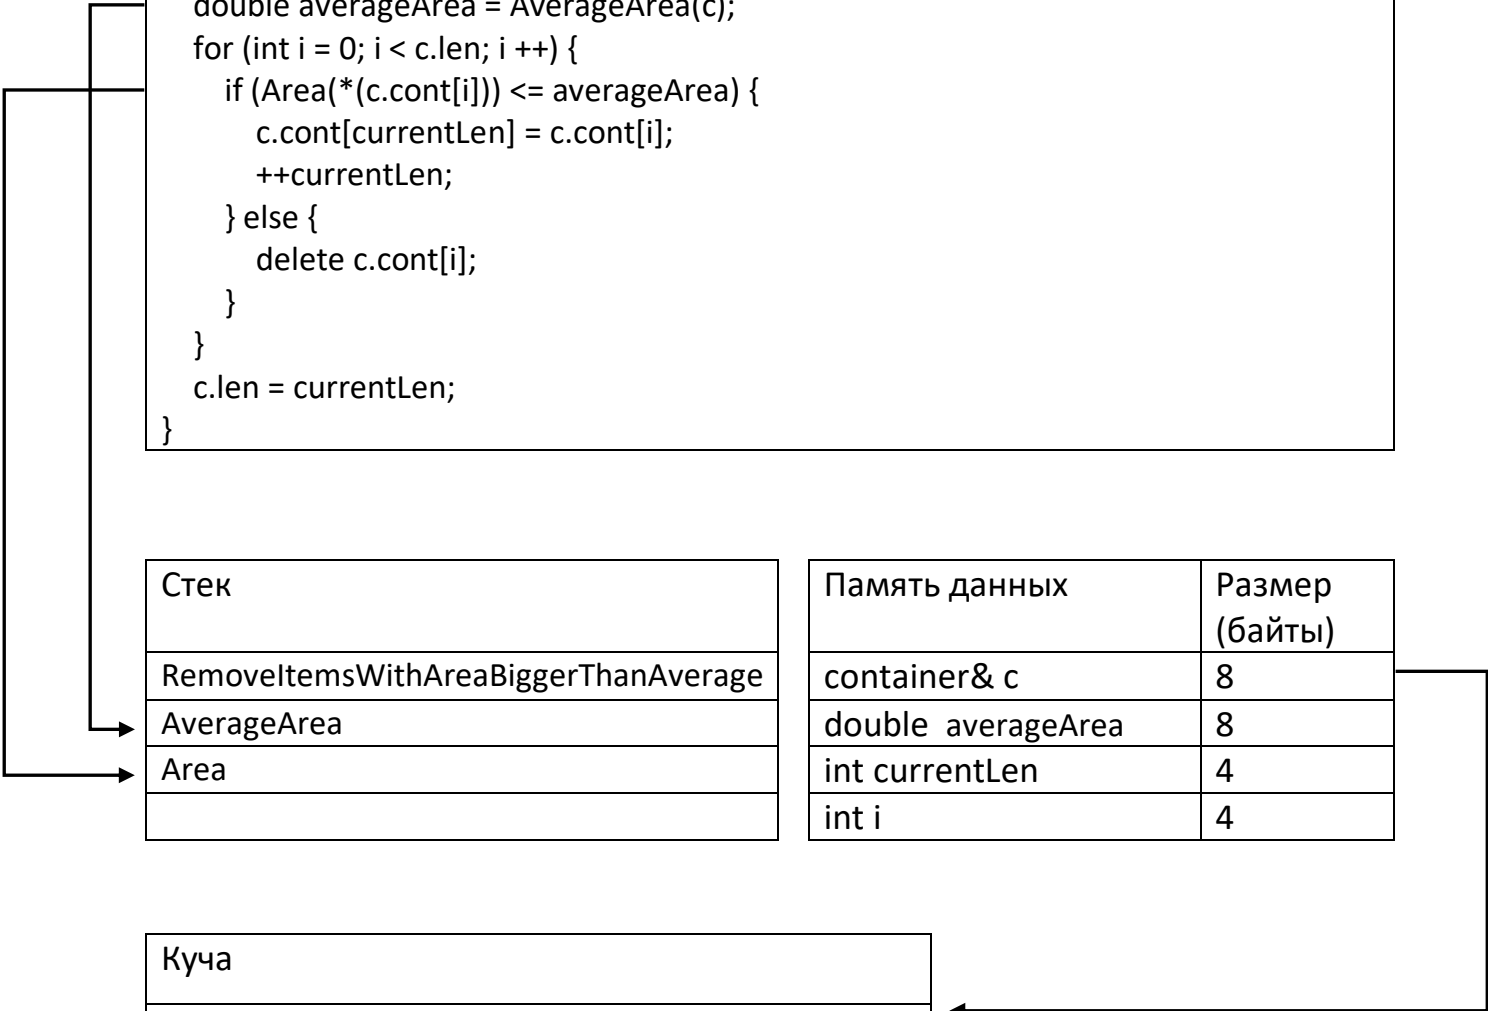 double averageArea = AverageArea(c);
for (int i = 0; i < c.len; i ++) {
if (Area(*(c.cont[i])) <= averageArea) {
c.cont[currentLen] = c.cont[i];
++currentLen;
} else {
delete c.cont[i];
}
}
c.len = currentLen;
}
Стек
RemoveItemsWithAreaBiggerThanAverage
AverageArea
Area
Память данных Размер
(байты)
container& c 8
double averageArea 8
int currentLen 4
int i 4
Куча